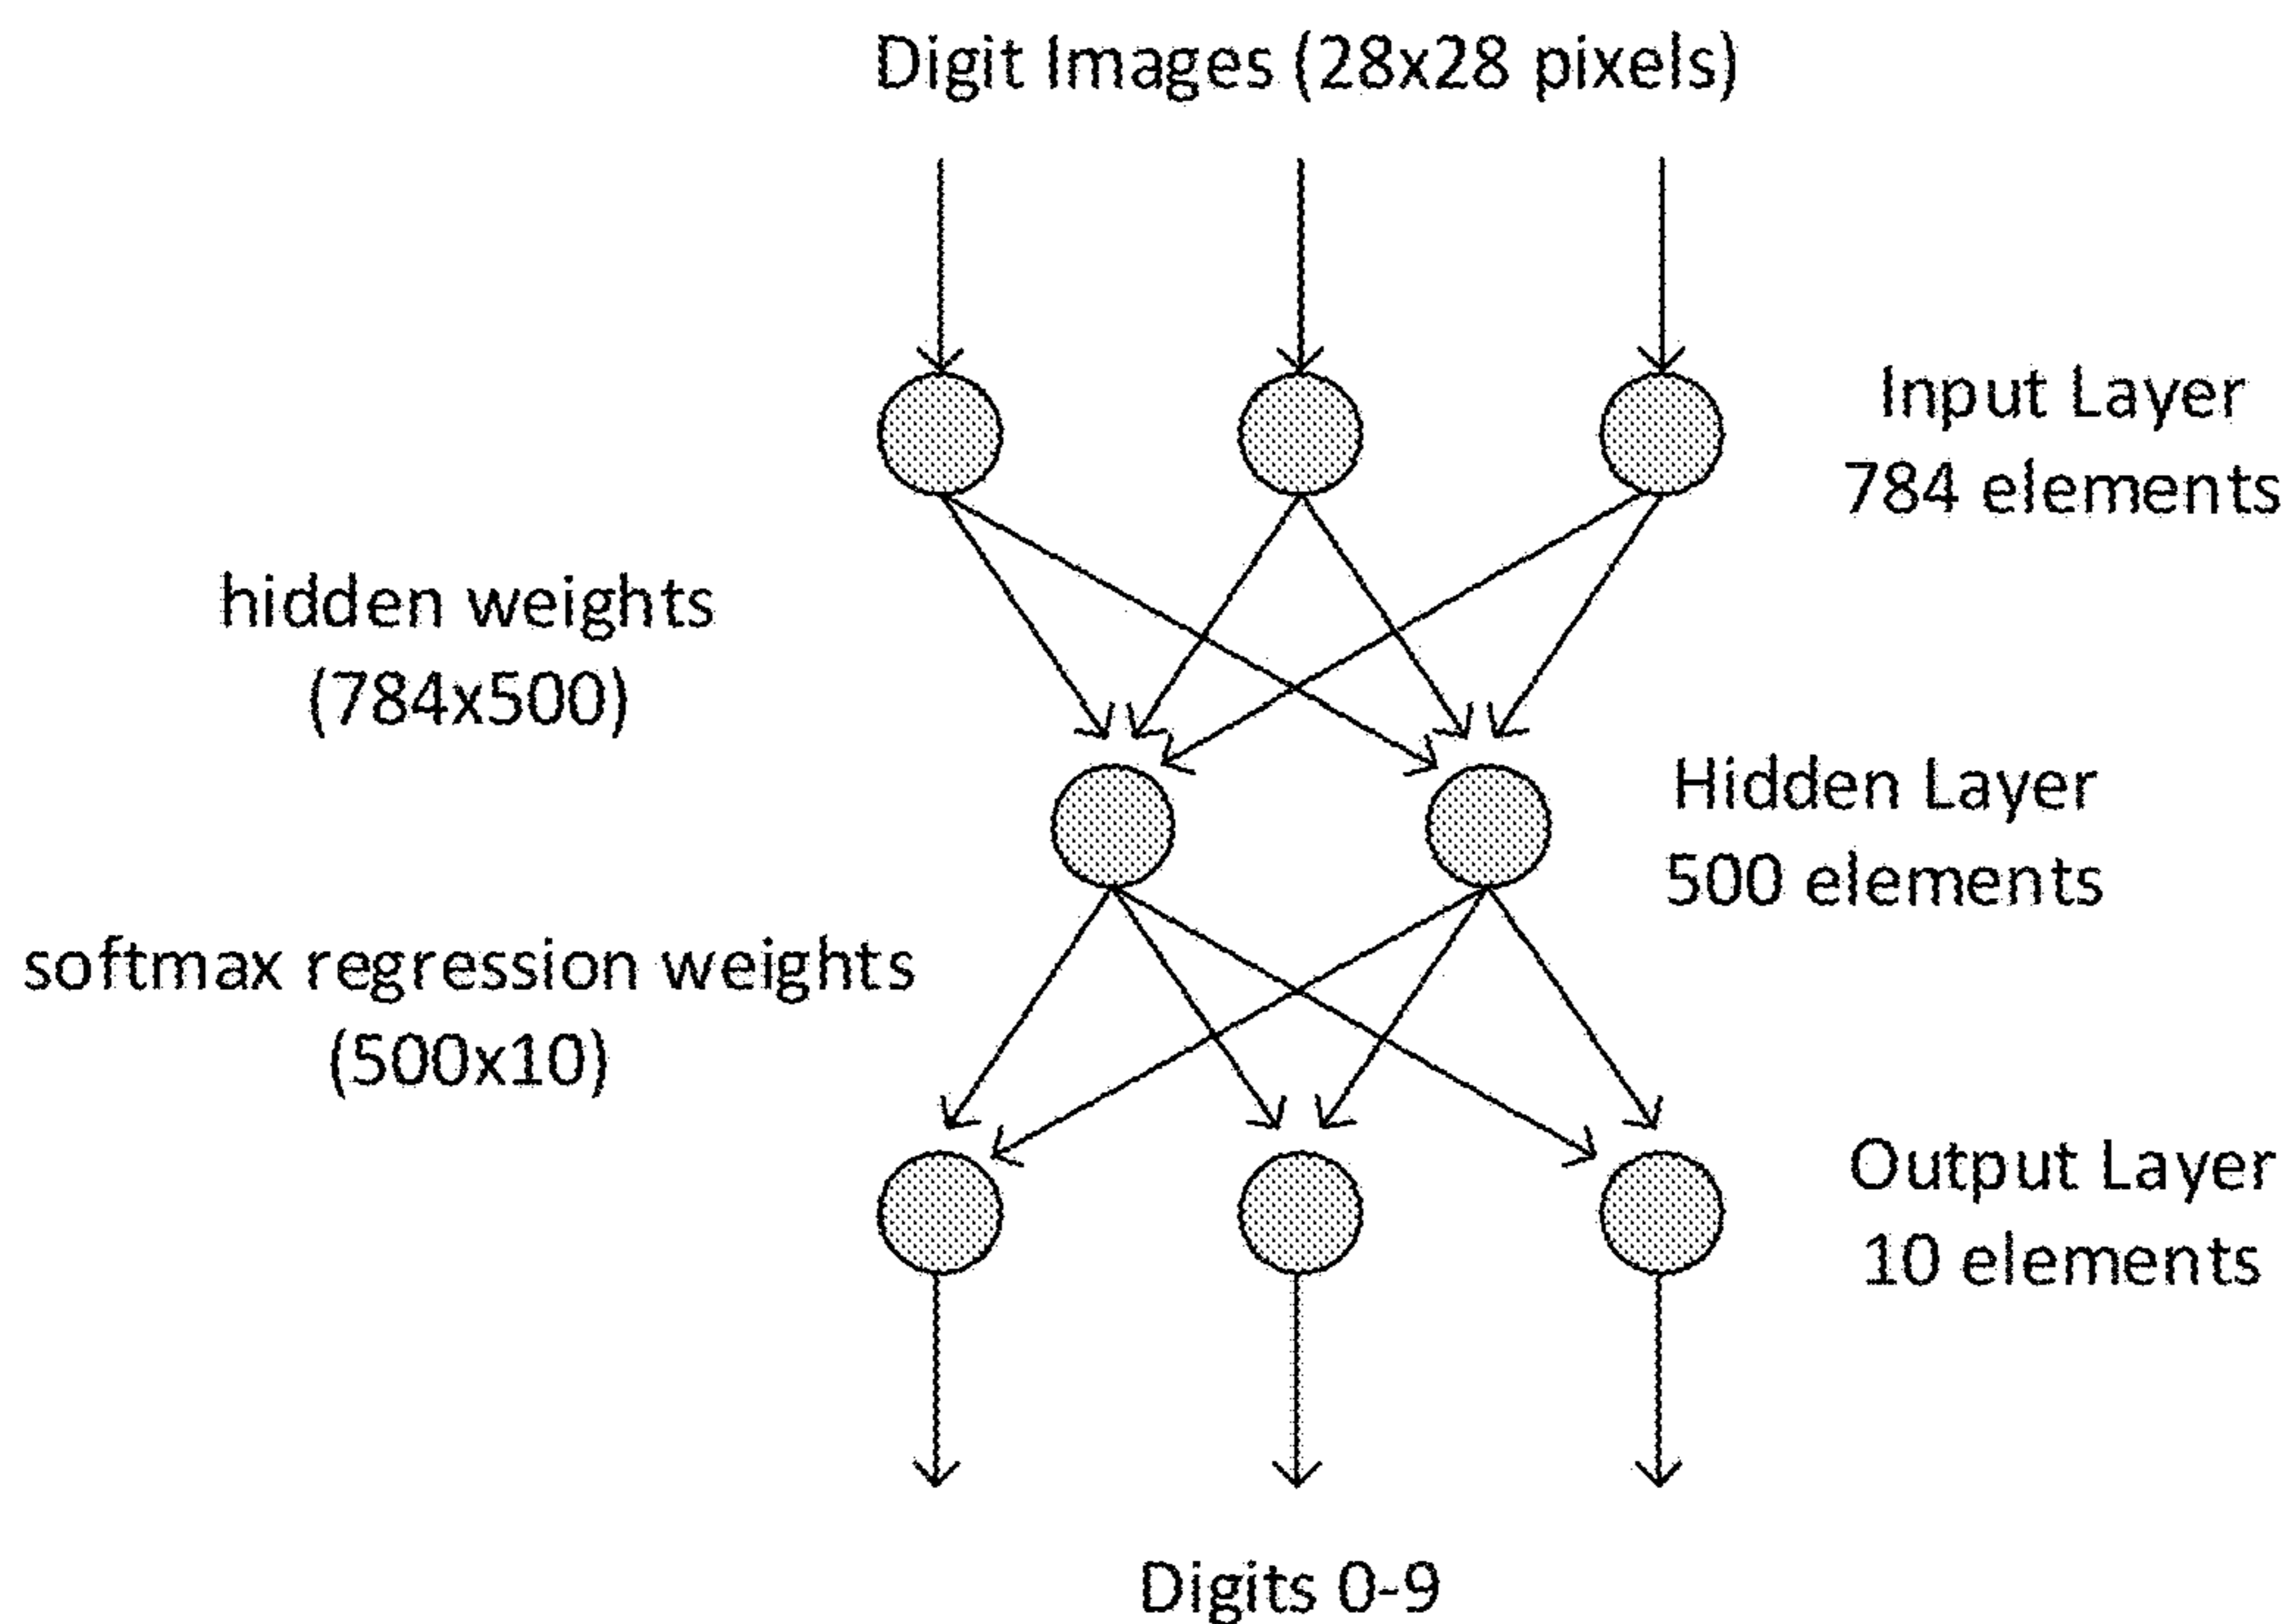 Digit Images (28x28 pixels)
Input Layer
784 elements
hidden weights
(784x500)
Hidden Layer
500 elements
softmax regression weights
(500x10)
Output Layer
10 elements
Digits 0-9